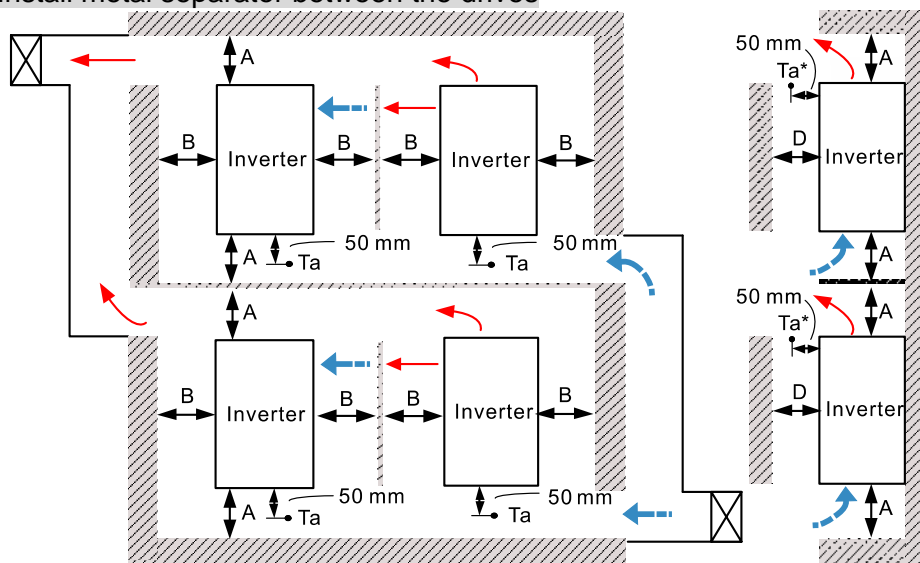 Install metal separator between the drives
50 mm
A
A
Ta*
B
B
B
B
D
Inverter
Inverter
Inverter
50 mm
50 mm
A
Ta
Ta
A
50 mm
A
A
Ta*
B
B
B
B
D
Inverter
Inverter
Inverter
50 mm
50 mm
A
Ta
Ta
A